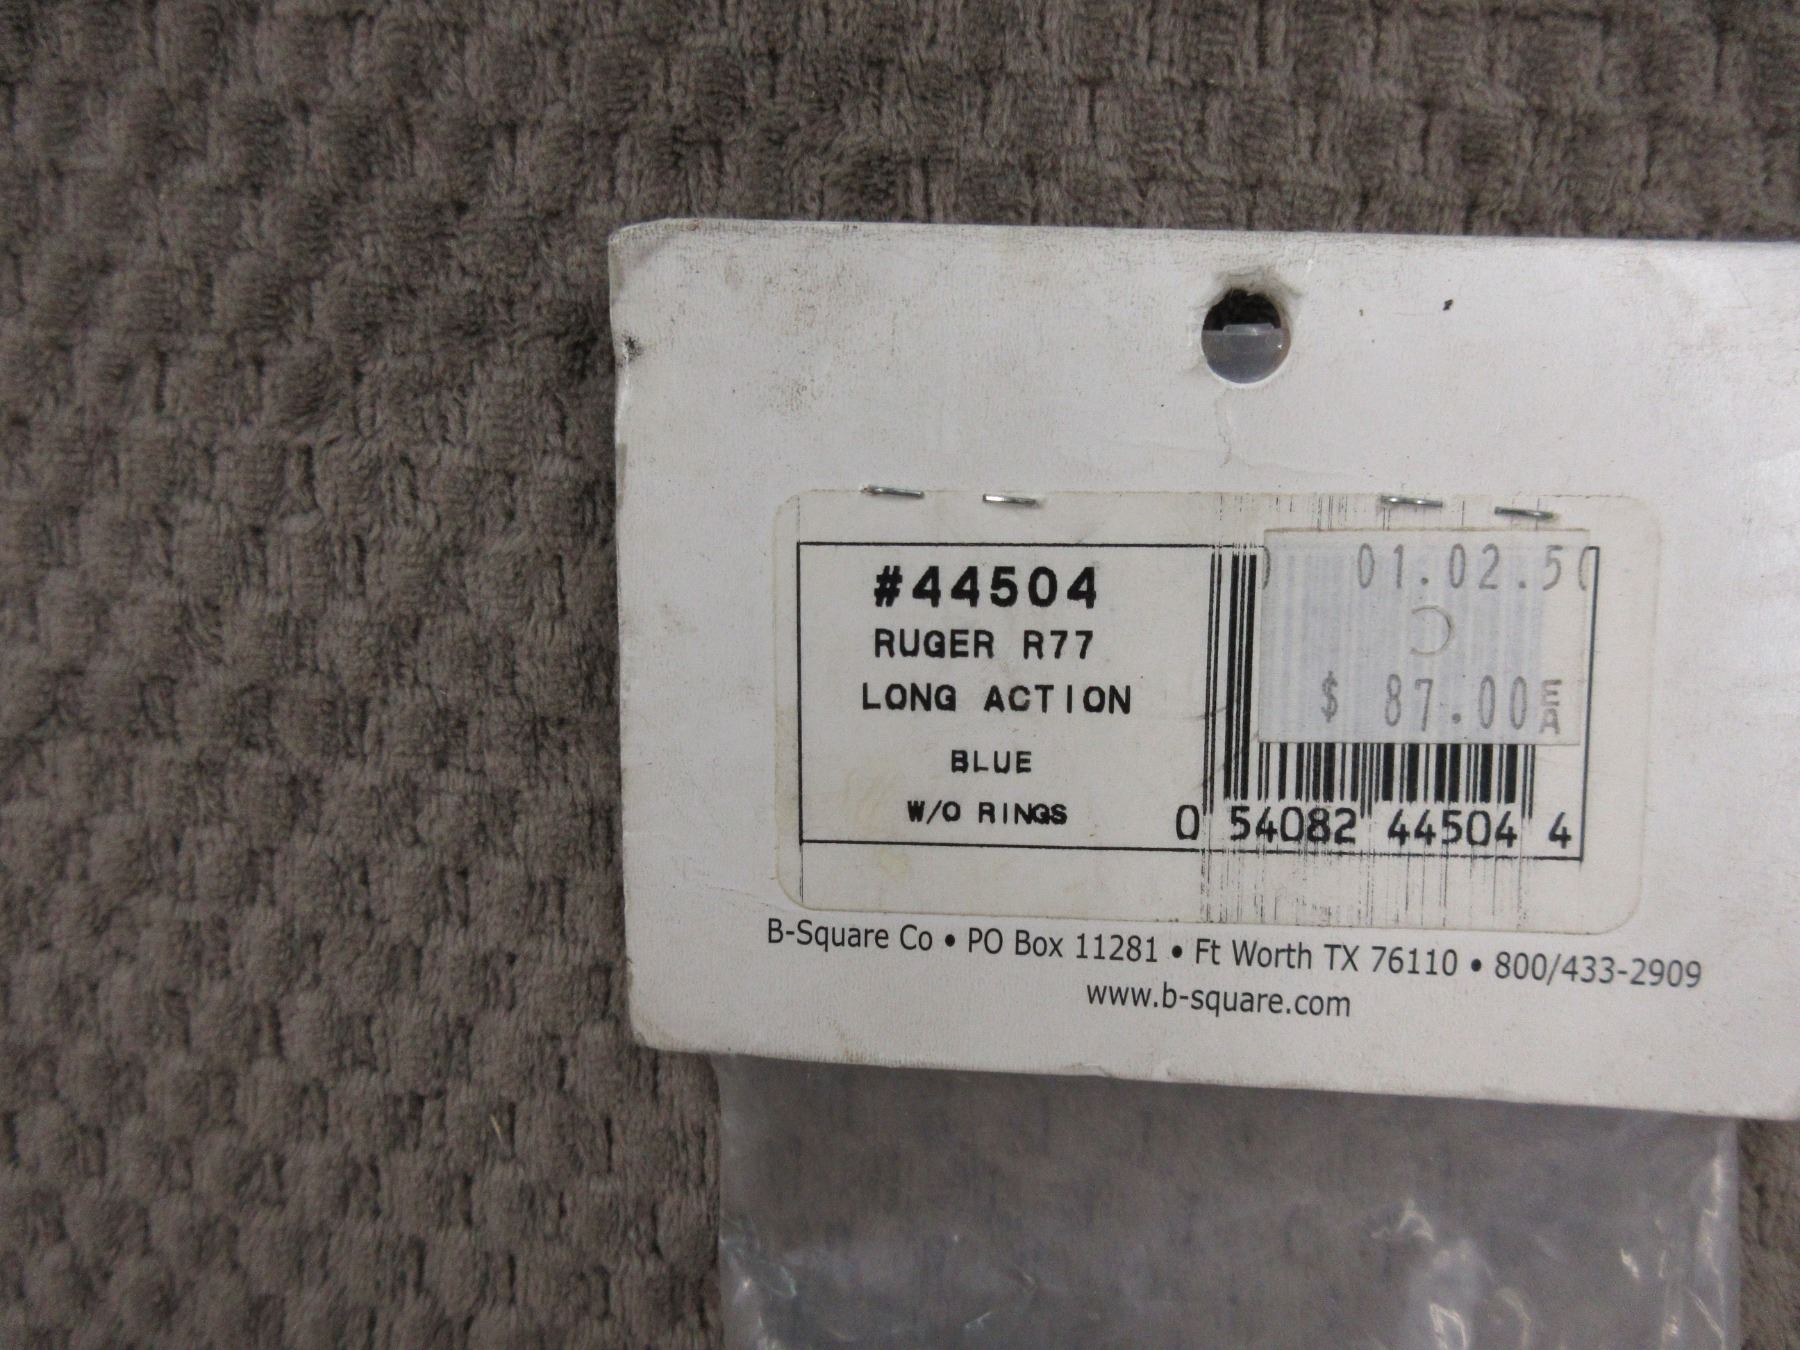 #44504
RUGER R77
LONG ACTION
BLUE
W/O RINGS
01.02.50
$ 87.00 EA
0 54082 44504 4
B-Square Co • PO Box 11281 • Ft Worth TX 76110 • 800/433-2909
www.b-square.com